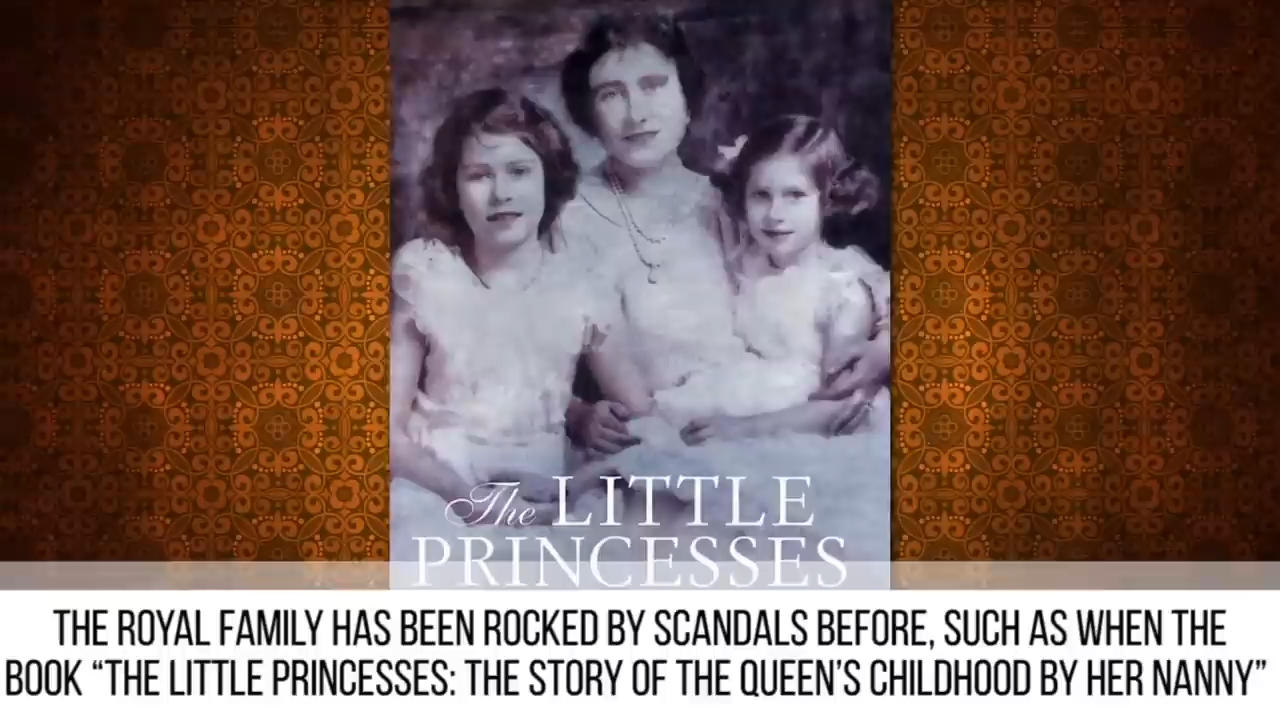 The LITTLE
PRINCESSES
THE ROYAL FAMILY HAS BEEN ROCKED BY SCANDALS BEFORE, SUCH AS WHEN THE
BOOK “THE LITTLE PRINCESSES: THE STORY OF THE QUEEN’S CHILDHOOD BY HER NANNY”